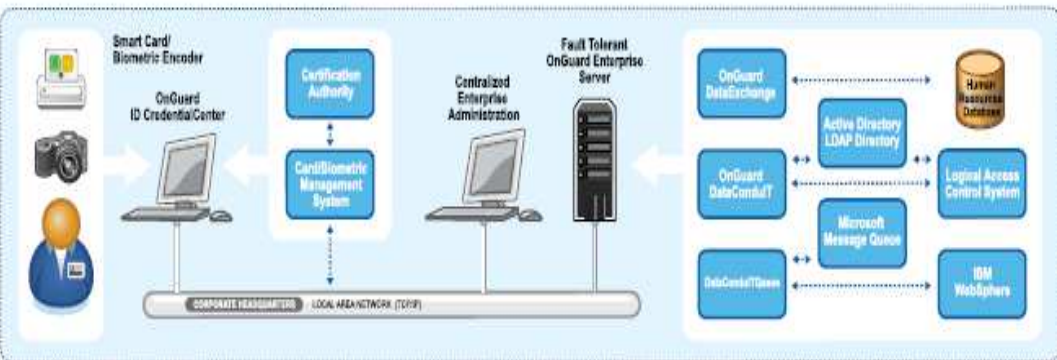 Smart Card/
Biometric Encoder
OnGuard
ID CredentialCenter
Certification
Authority
Card/Biometric
Management
System
Centralized
Enterprise
Administration
Fault Tolerant
OnGuard Enterprise
Server
OnGuard
DataExchange
Human
Resources
Database
Active Directory
LDAP Directory
OnGuard
DataConduIT
Logical Access
Control System
Microsoft
Message Queue
DataConduITQueue
IBM
WebSphere
CORPORATE HEADQUARTERS LOCAL AREA NETWORK (TCP/IP)